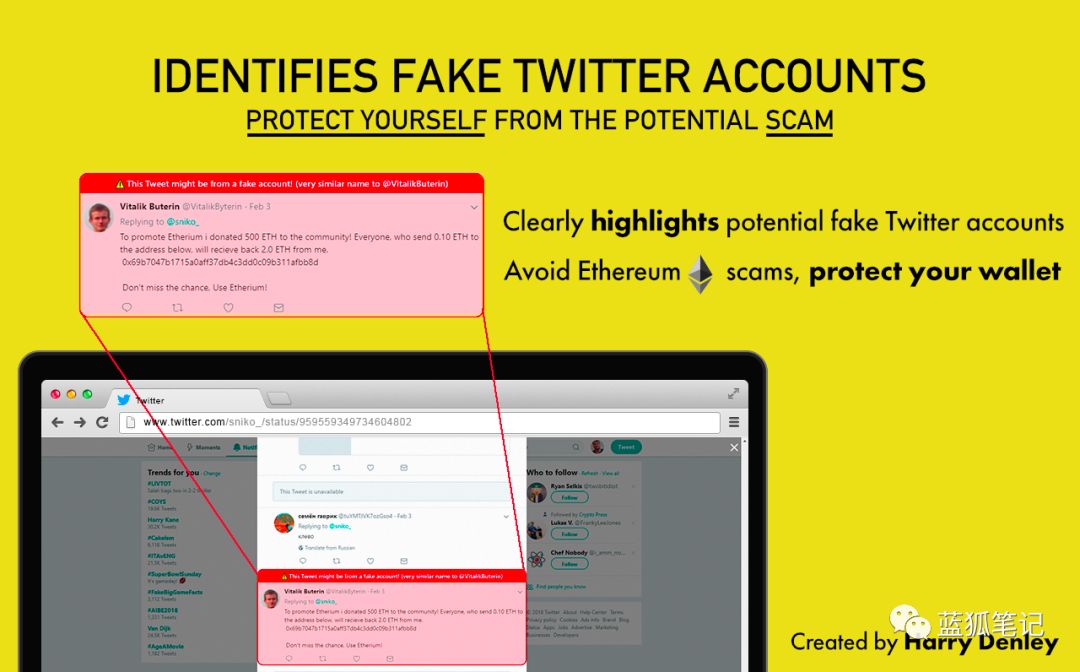 IDENTIFIES FAKE TWITTER ACCOUNTS
PROTECT YOURSELF FROM THE POTENTIAL SCAM
This Tweet might be from a fake account! (very similar name to @VitalikButerin)
Vitalik Buterin @VitalikByterin · Feb 3
Replying to @sniko_
To promote Etherium i donated 500 ETH to the community! Everyone, who send 0.10 ETH to
the address below, will recieve back 2.0 ETH from me.
0x69b7047b1715a0aff37db4c3dd0c09b311afbb8d
Don't miss the chance, Use Etherium!
Clearly highlights potential fake Twitter accounts
Avoid Ethereum scams, protect your wallet
Twitter
www.twitter.com/sniko_/status/959559349734604802
Home Moments
Tweet
Trends for you · Change
#LIVTOT
#COYS
Harry Kane
#Cakeism
#ITAvENG
#SuperBowlSunday
It's gameday!
#FakeBigGameFacts
#AIBE2018
Van Dijk
#AgeAMovie
This Tweet is unavailable
семён гаврик @tuXMTJVKTozGso4 · Feb 3
Replying to @sniko_
клево
Translate from Russian
This Tweet might be from a fake account! (very similar name to @VitalikButerin)
Vitalik Buterin @VitalikByterin · Feb 3
Replying to @sniko_
To promote Etherium i donated 500 ETH to the community! Everyone, who send 0.10 ETH to
the address below, will recieve back 2.0 ETH from me.
0x69b7047b1715a0aff37db4c3dd0c09b311afbb8d
Don't miss the chance, Use Etherium!
Who to follow · Refresh · View all
Ryan Selkis @twobitidiot
Follow
Followed by Crypto Press
Lukas V. @FrankyLeeJones
Follow
Chef Nobody @i_amm_no...
Follow
Find people you know
© 2018 Twitter About Help Center Terms
Privacy policy Cookies Ads info Brand Blog
Status Apps Jobs Advertise Marketing
Businesses Developers
蓝狐笔记
Created by Harry Denley